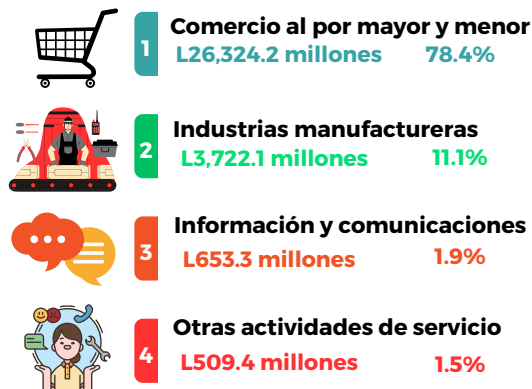 1
Comercio al por mayor y menor
L26,324.2 millones 78.4%
2
Industrias manufactureras
L3,722.1 millones 11.1%
3
Información y comunicaciones
L653.3 millones 1.9%
4
Otras actividades de servicio
L509.4 millones 1.5%